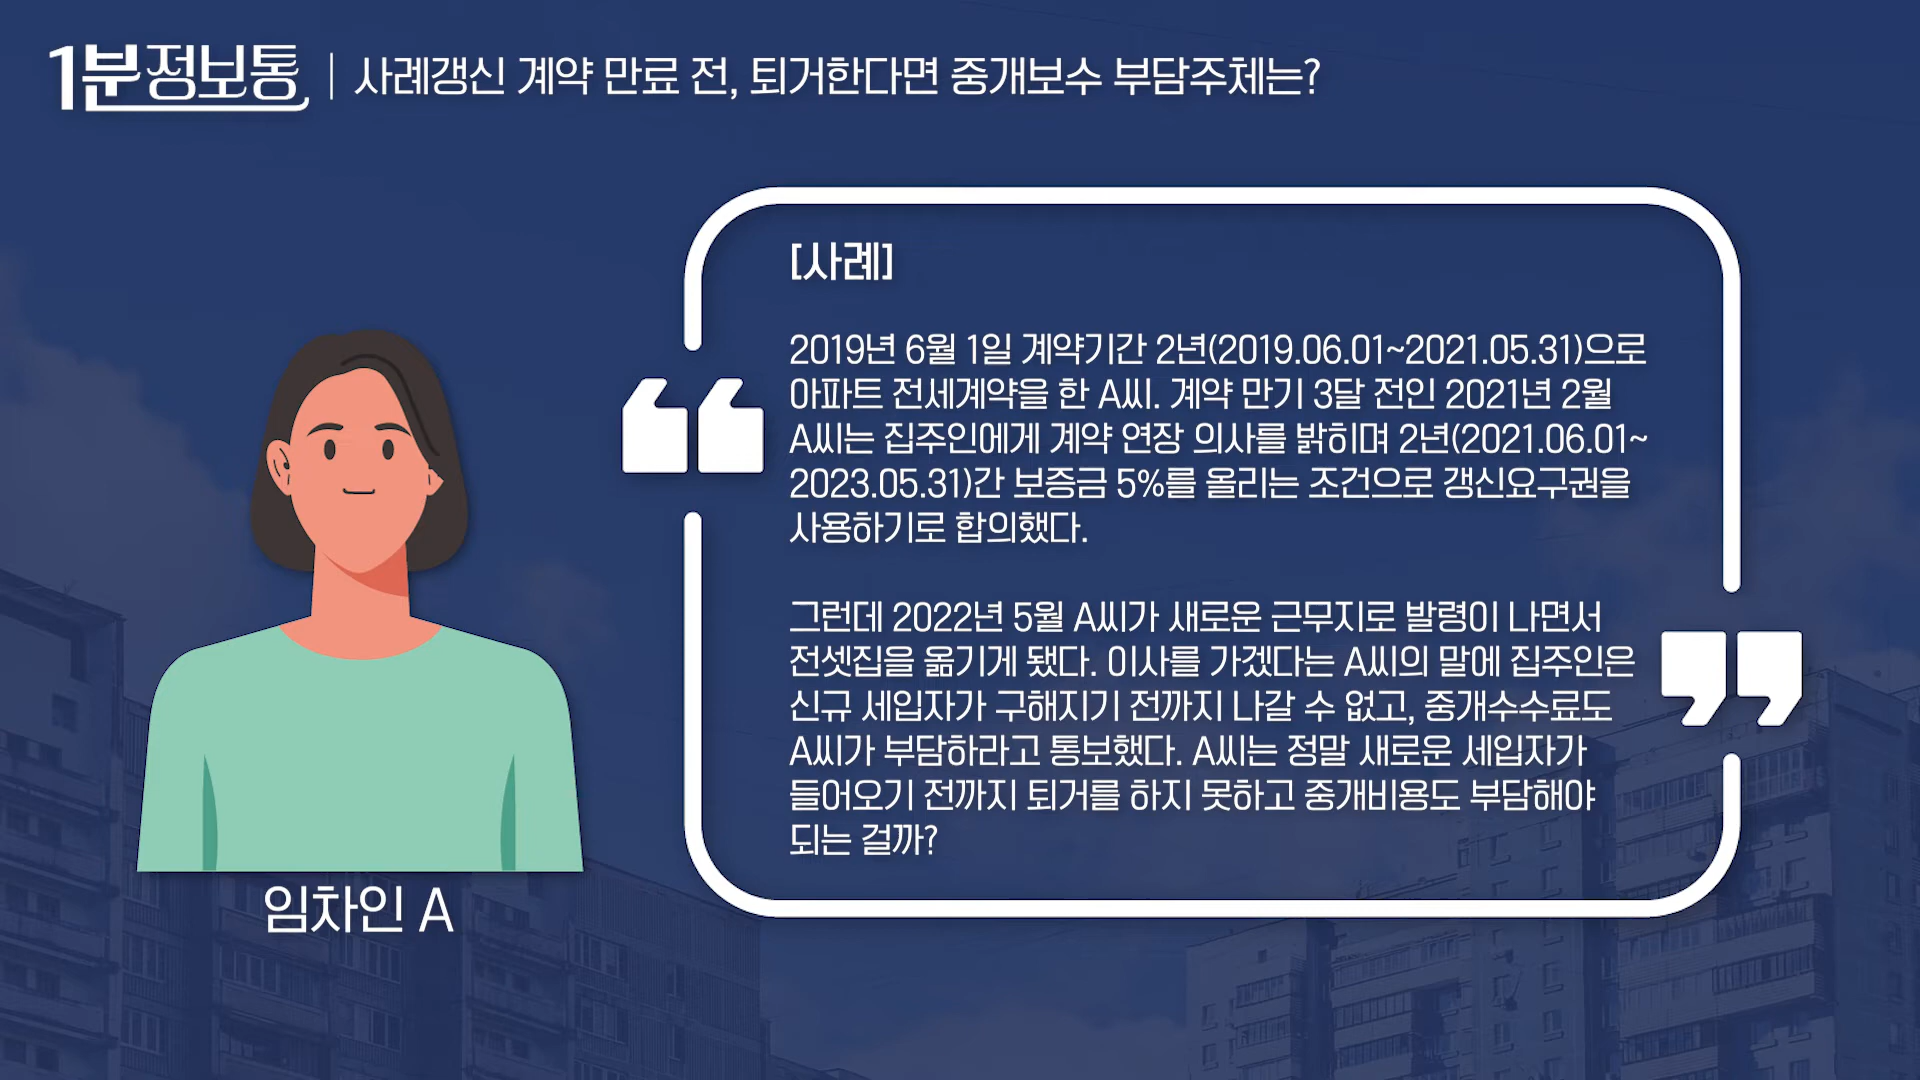 1분정보통
사례갱신 계약 만료 전, 퇴거한다면 중개보수 부담주체는?
[사례]
2019년 6월 1일 계약기간 2년(2019.06.01~2021.05.31)으로
아파트 전세계약을 한 A씨. 계약 만기 3달 전인 2021년 2월
A씨는 집주인에게 계약 연장 의사를 밝히며 2년(2021.06.01~
2023.05.31)간 보증금 5%를 올리는 조건으로 갱신요구권을
사용하기로 합의했다.
그런데 2022년 5월 A씨가 새로운 근무지로 발령이 나면서
전셋집을 옮기게 됐다. 이사를 가겠다는 A씨의 말에 집주인은
신규 세입자가 구해지기 전까지 나갈 수 없고, 중개수수료도
A씨가 부담하라고 통보했다. A씨는 정말 새로운 세입자가
들어오기 전까지 퇴거를 하지 못하고 중개비용도 부담해야
되는 걸까?
임차인 A